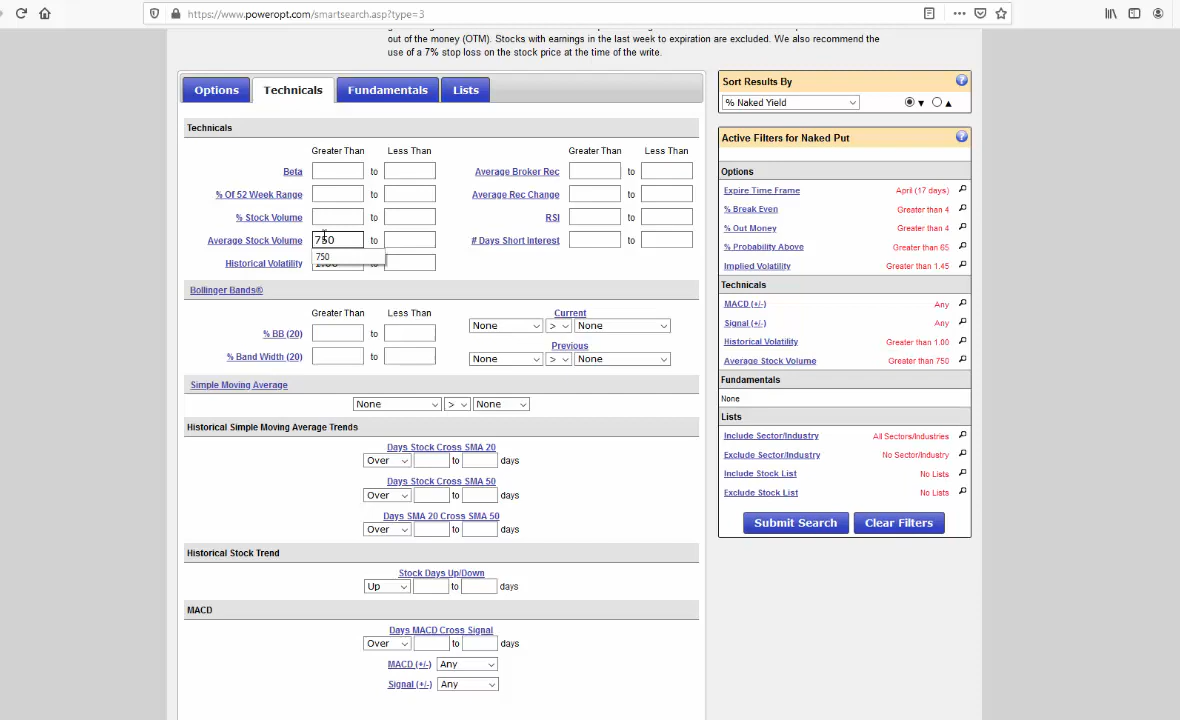 https://www.poweropt.com/smartsearch.asp?type=3
out of the money (OTM). Stocks with earnings in the last week to expiration are excluded. We also recommend the
use of a 7% stop loss on the stock price at the time of the write.
Options
Technicals
Fundamentals
Lists
Technicals
Greater Than Less Than Greater Than Less Than
Beta to Average Broker Rec to
% Of 52 Week Range to Average Rec Change to
% Stock Volume to RSI to
Average Stock Volume 750 to # Days Short Interest to
750
Historical Volatility to
Bollinger Bands©
Greater Than Less Than Current
% BB (20) to None > None
Previous
% Band Width (20) to None > None
Simple Moving Average
None > None
Historical Simple Moving Average Trends
Days Stock Cross SMA 20
Over to days
Days Stock Cross SMA 50
Over to days
Days SMA 20 Cross SMA 50
Over to days
Historical Stock Trend
Stock Days Up/Down
Up to days
MACD
Days MACD Cross Signal
Over to days
MACD (+/-) Any
Signal (+/-) Any
Sort Results By ?
% Naked Yield ▼ ▲
Active Filters for Naked Put ?
Options
Expire Time Frame April (17 days)
% Break Even Greater than 4
% Out Money Greater than 4
% Probability Above Greater than 65
Implied Volatility Greater than 1.45
Technicals
MACD (+/-) Any
Signal (+/-) Any
Historical Volatility Greater than 1.00
Average Stock Volume Greater than 750
Fundamentals
None
Lists
Include Sector/Industry All Sectors/Industries
Exclude Sector/Industry No Sector/Industry
Include Stock List No Lists
Exclude Stock List No Lists
Submit Search
Clear Filters